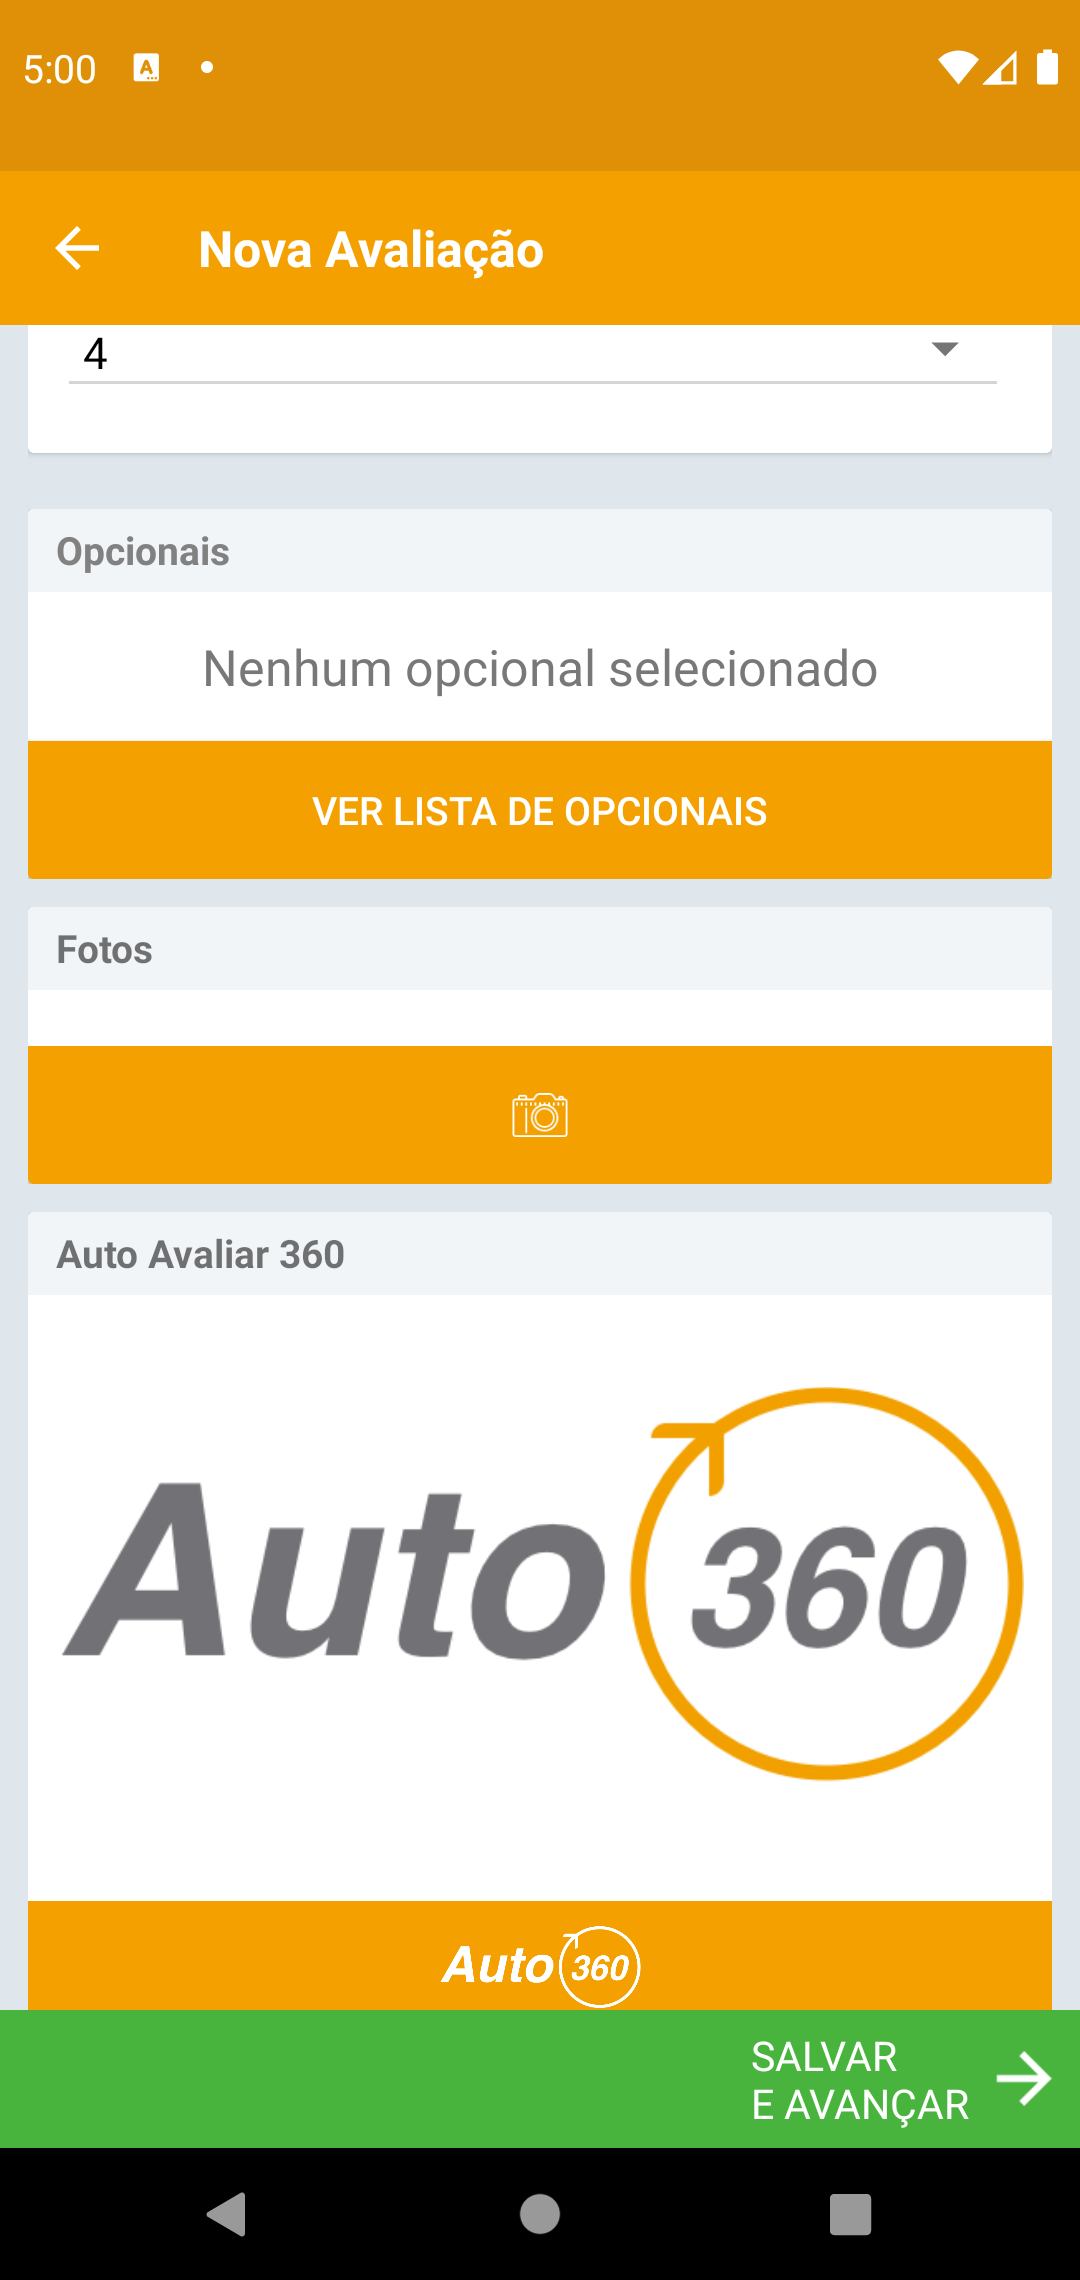 5:00
Nova Avaliação
4
Opcionais
Nenhum opcional selecionado
VER LISTA DE OPCIONAIS
Fotos
Auto Avaliar 360
Auto 360
Auto 360
SALVAR
E AVANÇAR